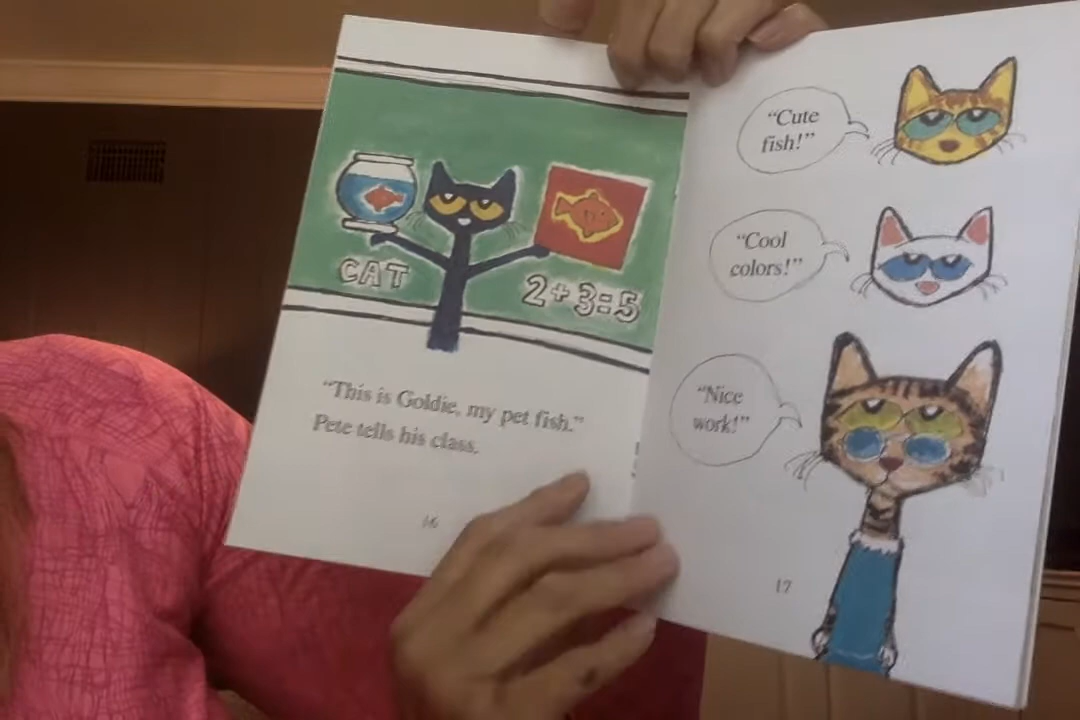 CAT
2+3=5
“This is Goldie, my pet fish.”
Pete tells his class.
16
“Cute
fish!”
“Cool
colors!”
“Nice
work!”
17